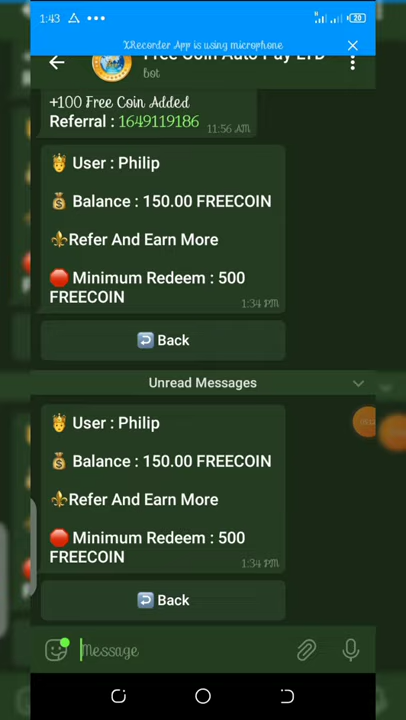 1:43
20
XRecorder App is using microphone
Free Coin Auto Pay LTD
bot
+100 Free Coin Added
Referral : 1649119186
11:56 AM
User : Philip
Balance : 150.00 FREECOIN
Refer And Earn More
Minimum Redeem : 500
FREECOIN
1:34 PM
Back
Unread Messages
User : Philip
Balance : 150.00 FREECOIN
Refer And Earn More
Minimum Redeem : 500
FREECOIN
1:34 PM
Back
Message